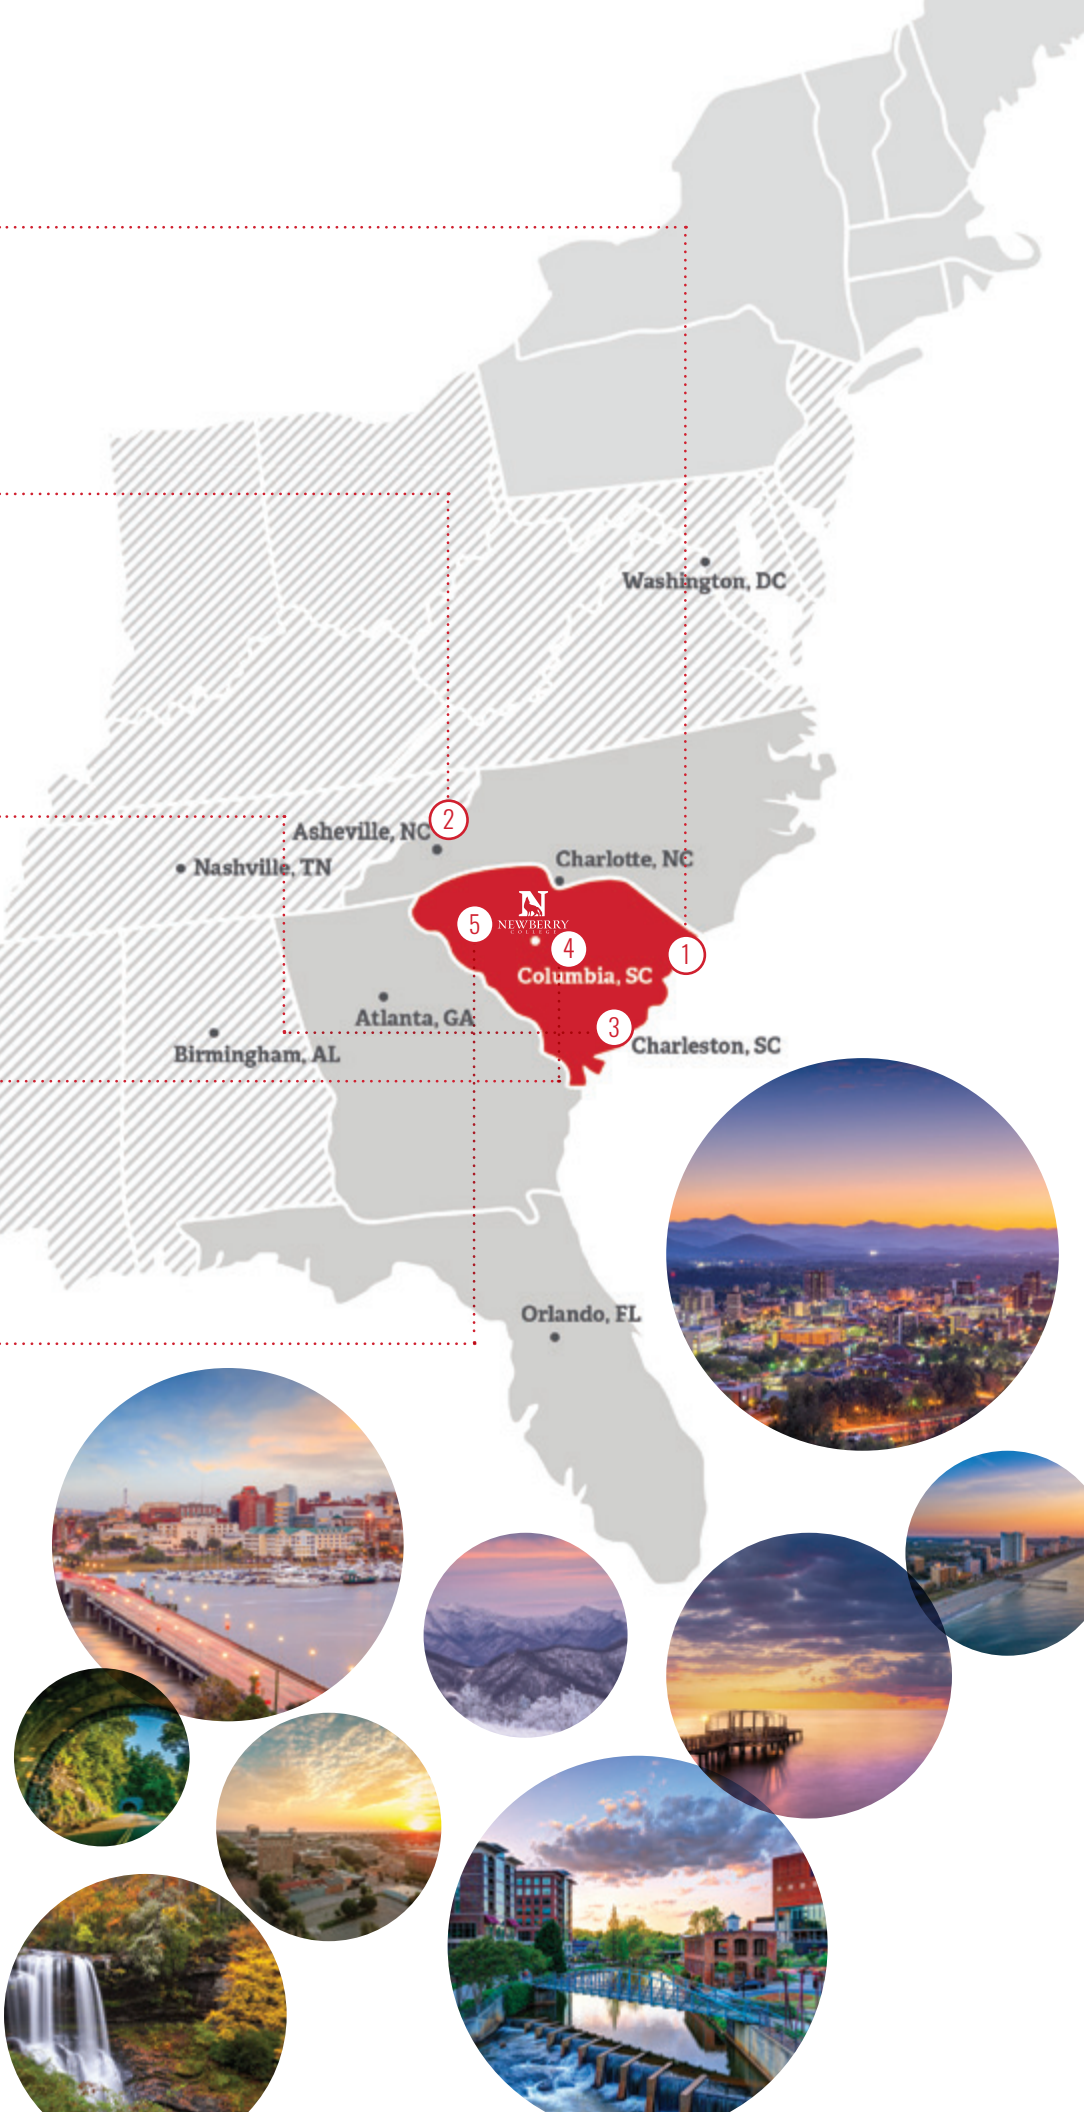 Washington, DC
2
Asheville, NC
Nashville, TN
Charlotte, NC
N
NEWBERRY
COLLEGE
5
4
1
Columbia, SC
Atlanta, GA
3
Charleston, SC
Birmingham, AL
Orlando, FL